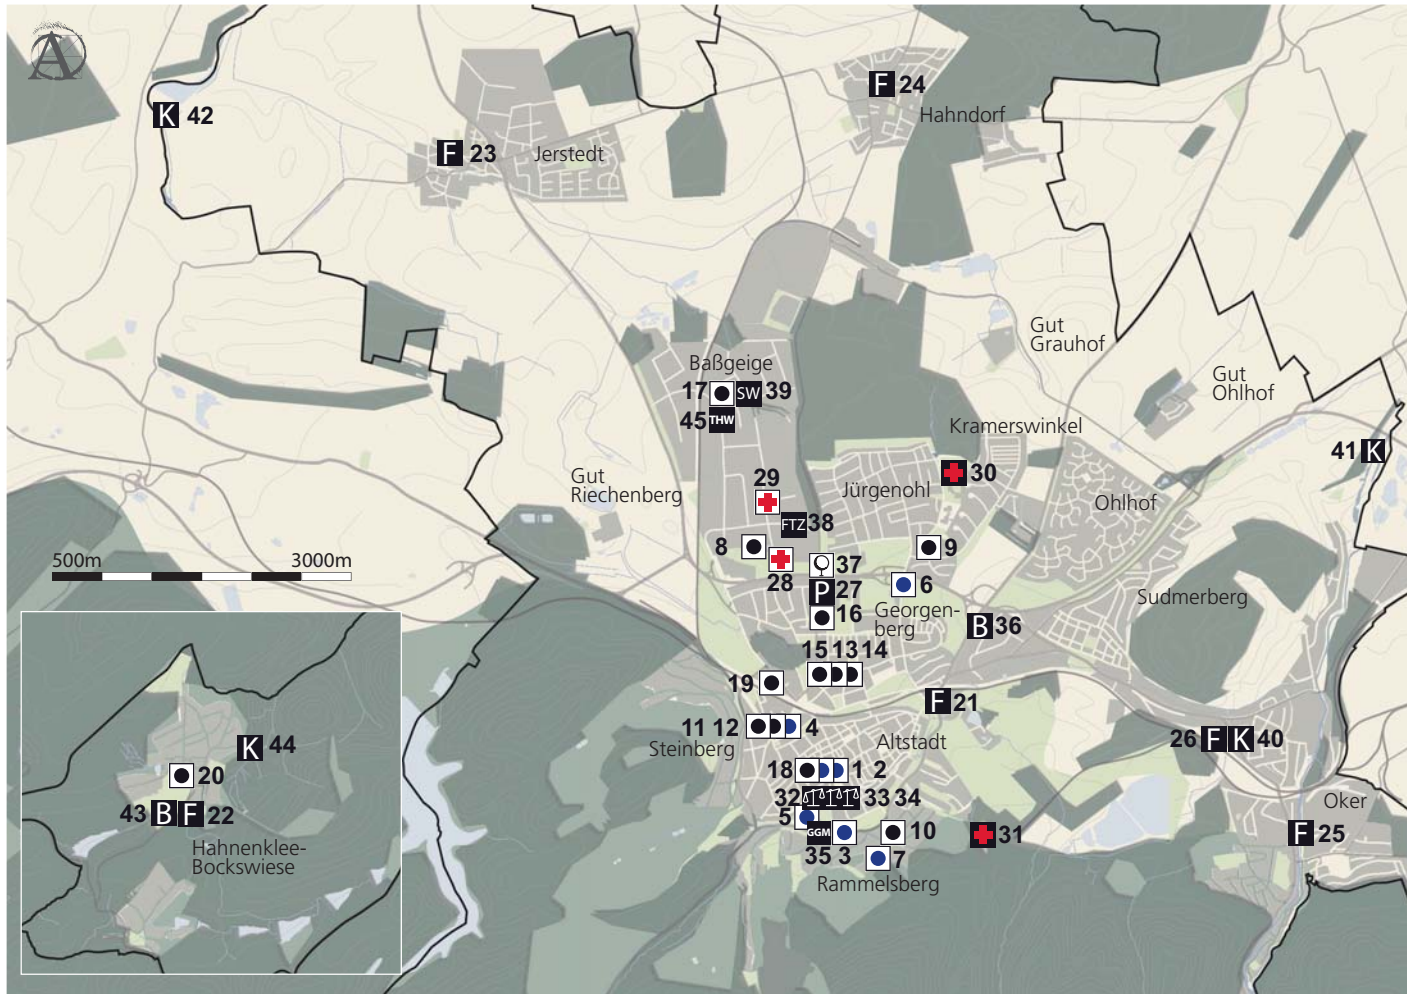 A
F 24
Hahndorf
K 42
F 23
Jerstedt
Gut
Grauhof
Baßgeige
Gut
Ohlhof
17 SW 39
45 THW
Kramerswinkel
41 K
29
30
Gut
Riechenberg
Jürgenohl
Ohlhof
FTZ 38
8
9
500m 3000m
37
28
P 27
6
16
Georgen-
berg
Sudmerberg
B 36
15 13 14
19
F 21
11 12 4
Steinberg
Altstadt
26 F K 40
K 44
20
18 1 2
32 33 34
43 B F 22
5
Oker
GGM
10
31
F 25
35 3
7
Hahnenklee-
Bockswiese
Rammelsberg